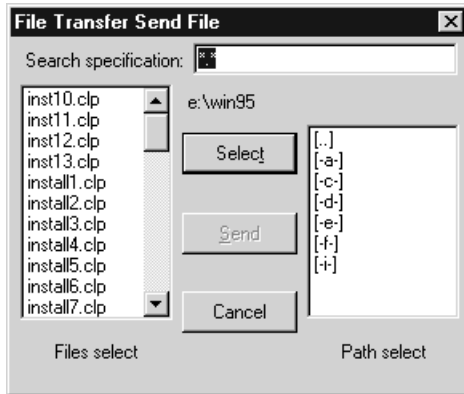 File Transfer Send File
Search specification: *.*
inst10.clp
inst11.clp
inst12.clp
inst13.clp
install1.clp
install2.clp
install3.clp
install4.clp
install5.clp
install6.clp
install7.clp
Files select
e:\win95
Select
Send
Cancel
[..]
[-a-]
[-c-]
[-d-]
[-e-]
[-f-]
[-i-]
Path select